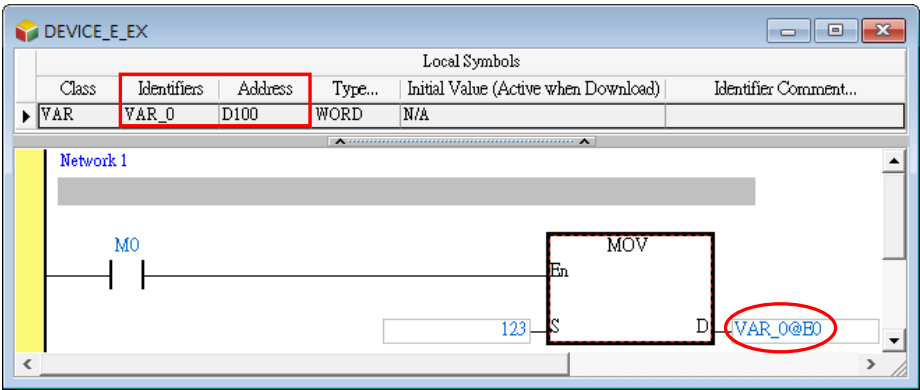 DEVICE_E_EX
Local Symbols
Class Identifiers Address Type... Initial Value (Active when Download) Identifier Comment...
VAR VAR_0 D100 WORD N/A
Network 1
M0 MOV
En
123 S D VAR_0@E0